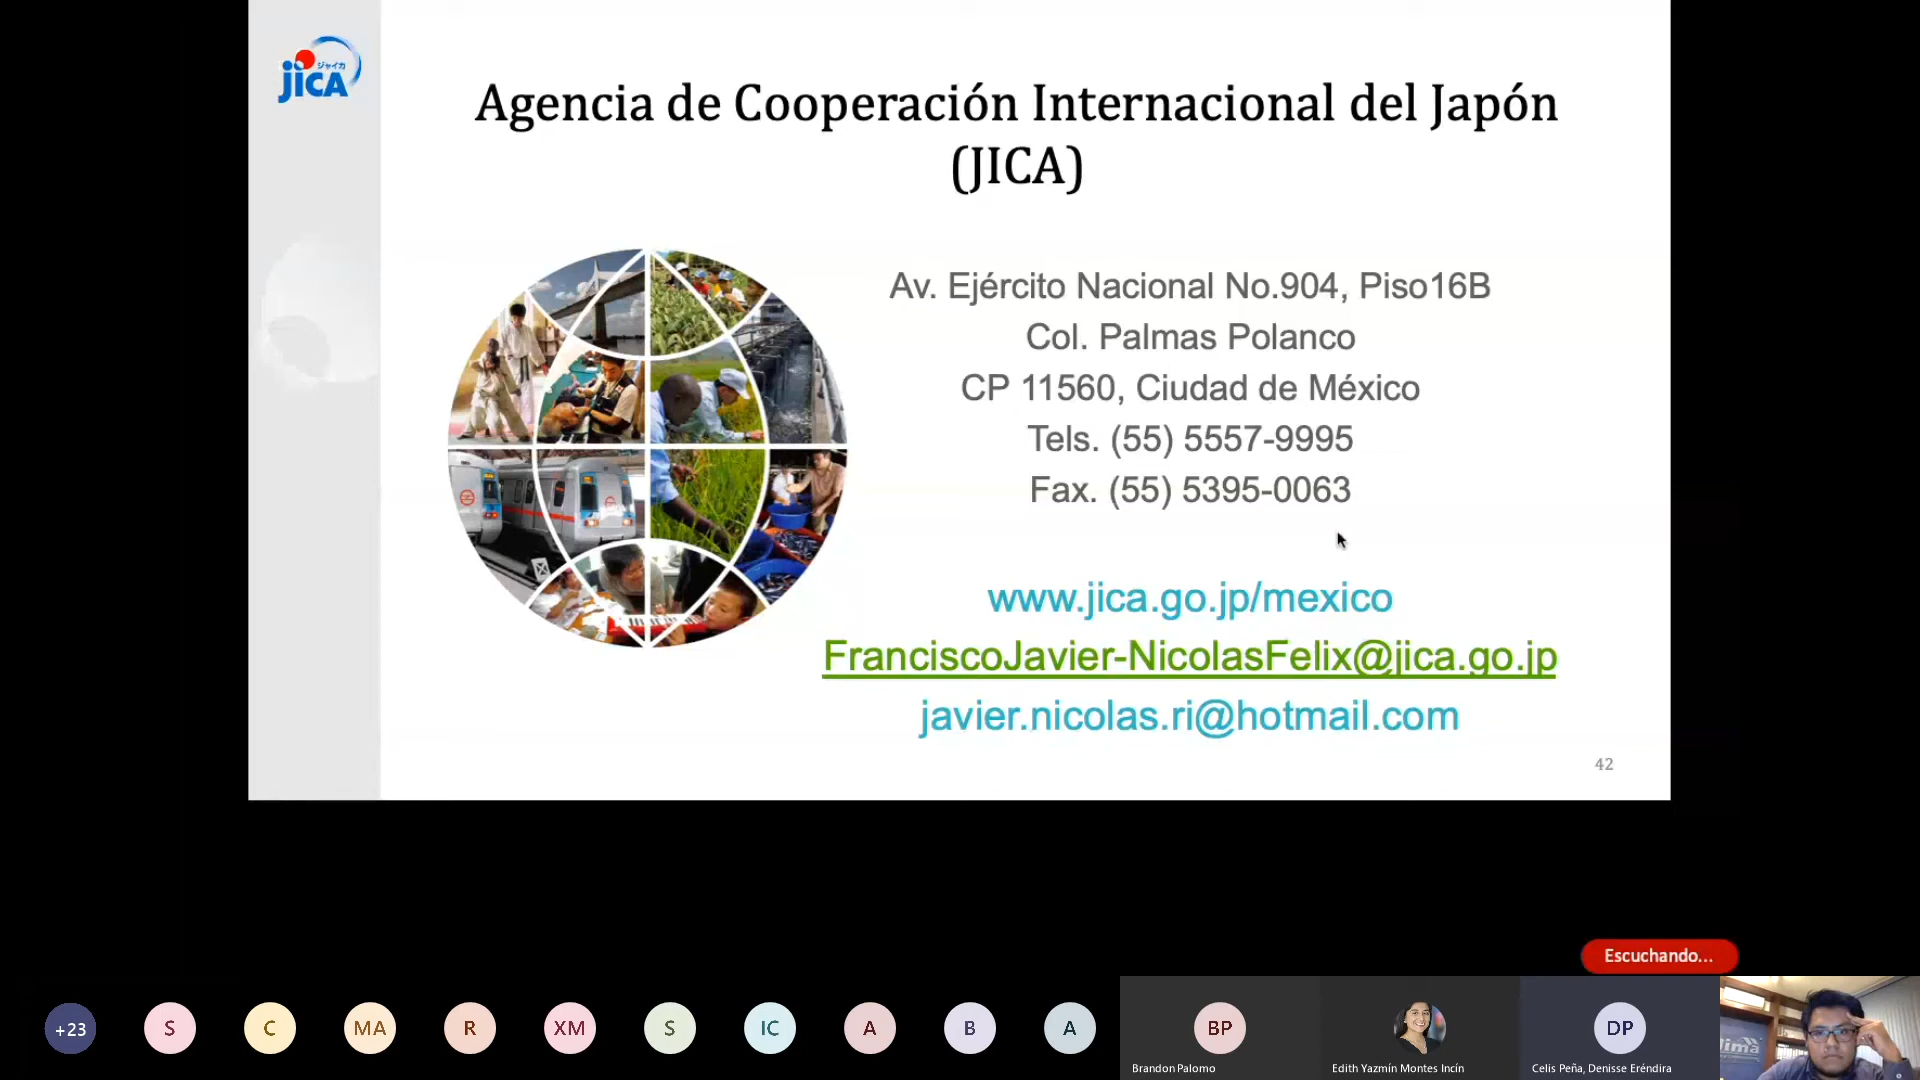 ジャイカ
JICA
Agencia de Cooperación Internacional del Japón
(JICA)
Av. Ejército Nacional No.904, Piso16B
Col. Palmas Polanco
CP 11560, Ciudad de México
Tels. (55) 5557-9995
Fax. (55) 5395-0063
www.jica.go.jp/mexico
FranciscoJavier-NicolasFelix@jica.go.jp
javier.nicolas.ri@hotmail.com
42
Escuchando...
+23
S
C
MA
R
XM
S
IC
A
B
A
BP
DP
Brandon Palomo
Edith Yazmín Montes Incín
Celis Peña, Denisse Eréndira